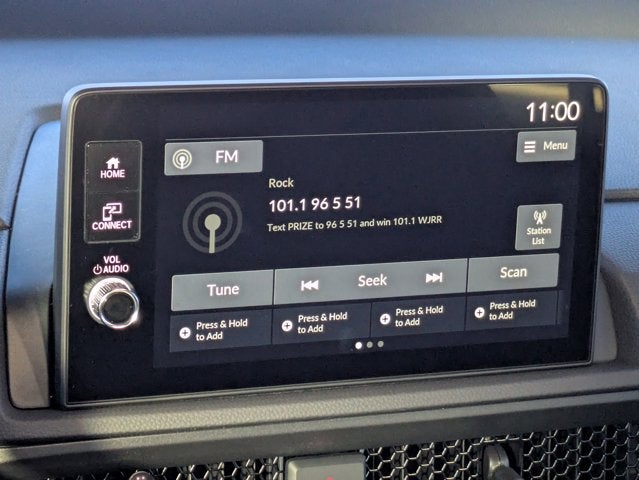 11:00
HOME
FM
Menu
Rock
101.1 96 5 51
CONNECT
Text PRIZE to 96 5 51 and win 101.1 WJRR
Station
List
VOL
AUDIO
Tune
Seek
Scan
Press & Hold
to Add
Press & Hold
to Add
Press & Hold
to Add
Press & Hold
to Add